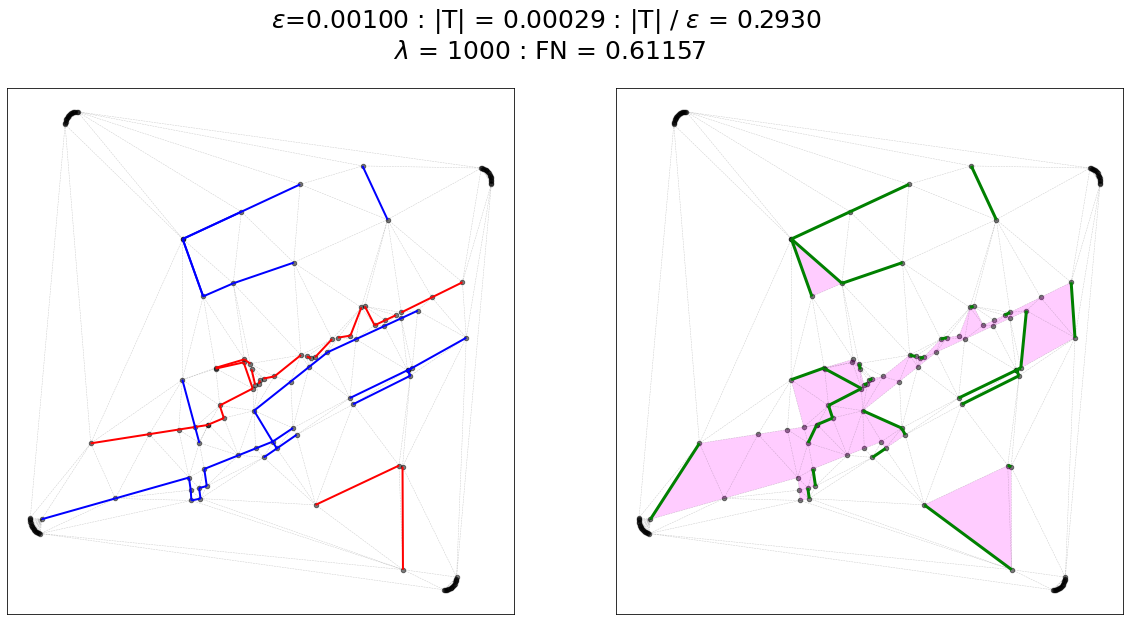 ε=0.00100 : |T| = 0.00029 : |T| / ε = 0.2930
λ = 1000 : FN = 0.61157